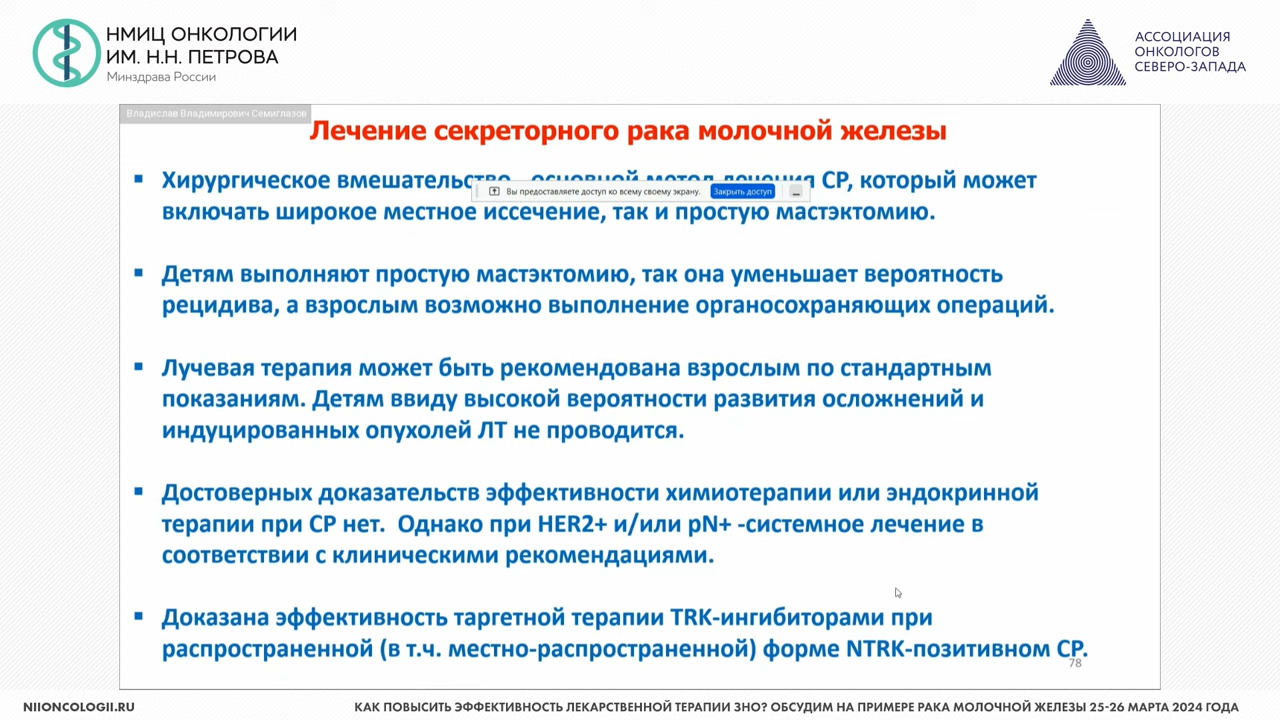 НМИЦ ОНКОЛОГИИ
ИМ. Н.Н. ПЕТРОВА
Минздрава России
АССОЦИАЦИЯ
ОНКОЛОГОВ
СЕВЕРО-ЗАПАДА
Владислав Владимирович Семиглазов
Лечение секреторного рака молочной железы
▪ Хирургическое вмешательство - основной метод лечения СР, который может
Вы предоставляете доступ ко всему своему экрану. Закрыть доступ
включать широкое местное иссечение, так и простую мастэктомию.
▪ Детям выполняют простую мастэктомию, так она уменьшает вероятность
рецидива, а взрослым возможно выполнение органосохраняющих операций.
▪ Лучевая терапия может быть рекомендована взрослым по стандартным
показаниям. Детям ввиду высокой вероятности развития осложнений и
индуцированных опухолей ЛТ не проводится.
▪ Достоверных доказательств эффективности химиотерапии или эндокринной
терапии при СР нет. Однако при HER2+ и/или pN+ -системное лечение в
соответствии с клиническими рекомендациями.
▪ Доказана эффективность таргетной терапии TRK-ингибиторами при
распространенной (в т.ч. местно-распространенной) форме NTRK-позитивном СР.
78
NIIONCOLOGII.RU
КАК ПОВЫСИТЬ ЭФФЕКТИВНОСТЬ ЛЕКАРСТВЕННОЙ ТЕРАПИИ ЗНО? ОБСУДИМ НА ПРИМЕРЕ РАКА МОЛОЧНОЙ ЖЕЛЕЗЫ 25-26 МАРТА 2024 ГОДА